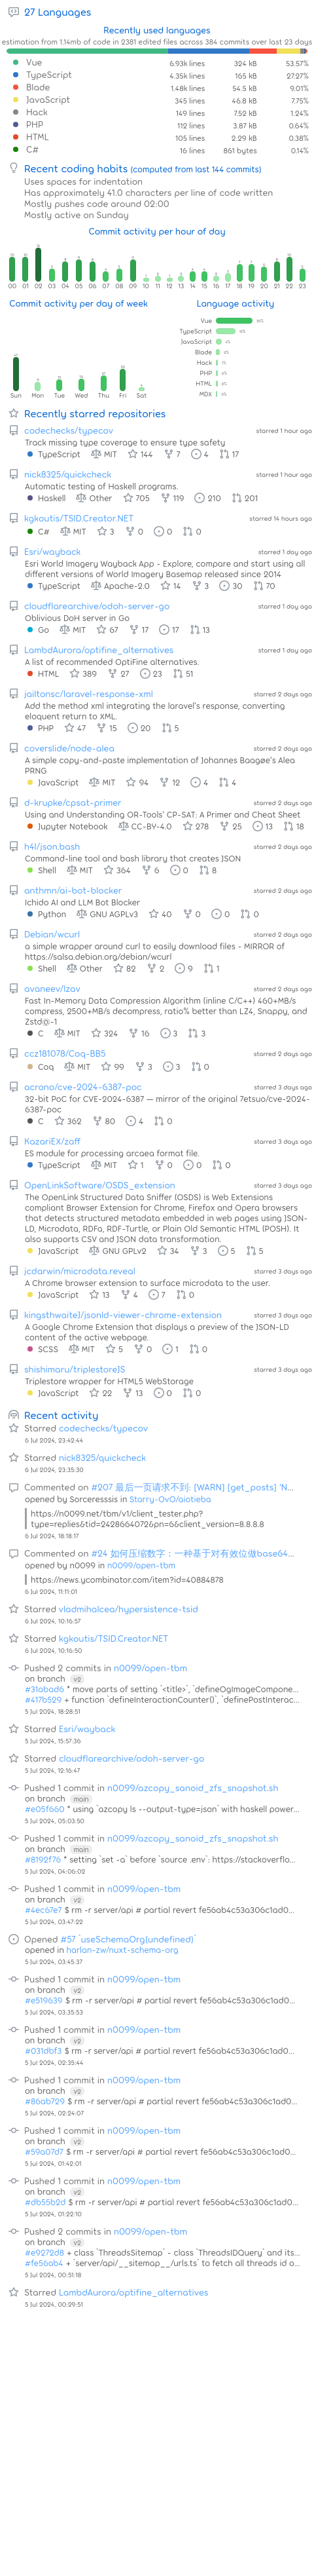 27 Languages
Recently used languages
estimation from 1.14mb of code in 2381 edited files across 384 commits over last 23 days
Vue 6.93k lines 324 kB 53.57%
TypeScript 4.35k lines 165 kB 27.27%
Blade 1.48k lines 54.5 kB 9.01%
JavaScript 345 lines 46.8 kB 7.75%
Hack 149 lines 7.52 kB 1.24%
PHP 112 lines 3.87 kB 0.64%
HTML 105 lines 2.29 kB 0.38%
C# 16 lines 861 bytes 0.14%
Recent coding habits (computed from last 144 commits)
Uses spaces for indentation
Has approximately 41.0 characters per line of code written
Mostly pushes code around 02:00
Mostly active on Sunday
Commit activity per hour of day
00 01 02 03 04 05 06 07 08 09 10 11 12 13 14 15 16 17 18 19 20 21 22 23
Commit activity per day of week
Sun Mon Tue Wed Thu Fri Sat
Language activity
Vue
TypeScript
JavaScript
Blade
Hack
PHP
HTML
MDX
Recently starred repositories
codechecks/typecov starred 1 hour ago
Track missing type coverage to ensure type safety
TypeScript MIT 144 7 4 17
nick8325/quickcheck starred 1 hour ago
Automatic testing of Haskell programs.
Haskell Other 705 119 210 201
kgkoutis/TSID.Creator.NET starred 14 hours ago
C# MIT 3 0 0 0
Esri/wayback starred 1 day ago
Esri World Imagery Wayback App - Explore, compare and start using all
different versions of World Imagery Basemap released since 2014
TypeScript Apache-2.0 14 3 30 70
cloudflarearchive/odoh-server-go starred 1 day ago
Oblivious DoH server in Go
Go MIT 67 17 17 13
LambdAurora/optifine_alternatives starred 1 day ago
A list of recommended OptiFine alternatives.
HTML 389 27 23 51
jailtonsc/laravel-response-xml starred 2 days ago
Add the method xml integrating the laravel's response, converting
eloquent return to XML.
PHP 47 15 20 5
coverslide/node-alea starred 2 days ago
A simple copy-and-paste implementation of Johannes Baagøe's Alea
PRNG
JavaScript MIT 94 12 4 4
d-krupke/cpsat-primer starred 2 days ago
Using and Understanding OR-Tools' CP-SAT: A Primer and Cheat Sheet
Jupyter Notebook CC-BY-4.0 278 25 13 18
h4l/json.bash starred 2 days ago
Command-line tool and bash library that creates JSON
Shell MIT 364 6 0 8
anthmn/ai-bot-blocker starred 2 days ago
Ichido AI and LLM Bot Blocker
Python GNU AGPLv3 40 0 0 0
Debian/wcurl starred 2 days ago
a simple wrapper around curl to easily download files - MIRROR of
https://salsa.debian.org/debian/wcurl
Shell Other 82 2 9 1
avaneev/lzav starred 2 days ago
Fast In-Memory Data Compression Algorithm (inline C/C++) 460+MB/s
compress, 2500+MB/s decompress, ratio% better than LZ4, Snappy, and
Zstd@-1
C MIT 324 16 3 3
ccz181078/Coq-BB5 starred 2 days ago
Coq MIT 99 3 3 0
acrono/cve-2024-6387-poc starred 3 days ago
32-bit PoC for CVE-2024-6387 — mirror of the original 7etsuo/cve-2024-
6387-poc
C 362 80 4 0
KazariEX/zaff starred 3 days ago
ES module for processing arcaea format file.
TypeScript MIT 1 0 0 0
OpenLinkSoftware/OSDS_extension starred 3 days ago
The OpenLink Structured Data Sniffer (OSDS) is Web Extensions
compliant Browser Extension for Chrome, Firefox and Opera browsers
that detects structured metadata embedded in web pages using JSON-
LD, Microdata, RDFa, RDF-Turtle, or Plain Old Semantic HTML (POSH). It
also supports CSV and JSON data transformation.
JavaScript GNU GPLv2 34 3 5 5
jcdarwin/microdata.reveal starred 3 days ago
A Chrome browser extension to surface microdata to the user.
JavaScript 13 4 7 0
kingsthwaiteJ/jsonld-viewer-chrome-extension starred 3 days ago
A Google Chrome Extension that displays a preview of the JSON-LD
content of the active webpage.
SCSS MIT 5 0 1 0
shishimaru/triplestoreJS starred 3 days ago
Triplestore wrapper for HTML5 WebStorage
JavaScript 22 13 0 0
Recent activity
Starred codechecks/typecov
6 Jul 2024, 23:42:44
Starred nick8325/quickcheck
6 Jul 2024, 23:35:30
Commented on #207 最后一页请求不到: [WARN] [get_posts] 'N...
opened by Sorceresssis in Starry-OvO/aiotieba
https://n0099.net/tbm/v1/client_tester.php?
type=replies&tid=24286640726pn=6&client_version=8.8.8.8
6 Jul 2024, 18:18:17
Commented on #24 如何压缩数字：一种基于对有效位做base64...
opened by n0099 in n0099/open-tbm
https://news.ycombinator.com/item?id=40884878
6 Jul 2024, 11:11:01
Starred vladmihalcea/hypersistence-tsid
6 Jul 2024, 10:16:57
Starred kgkoutis/TSID.Creator.NET
6 Jul 2024, 10:16:50
Pushed 2 commits in n0099/open-tbm
on branch v2
#31abad6 * move parts of setting `<title>`, `defineOgImageCompone...
#417b529 + function `defineInteractionCounter()`, `definePostInterac...
5 Jul 2024, 18:28:51
Starred Esri/wayback
5 Jul 2024, 15:57:36
Starred cloudflarearchive/odoh-server-go
5 Jul 2024, 12:16:47
Pushed 1 commit in n0099/azcopy_sanoid_zfs_snapshot.sh
on branch main
#e05f660 * using `azcopy ls --output-type=json` with haskell power...
5 Jul 2024, 05:03:50
Pushed 1 commit in n0099/azcopy_sanoid_zfs_snapshot.sh
on branch main
#8192f76 * setting `set -a` before `source .env`: https://stackoverflo...
5 Jul 2024, 04:06:02
Pushed 1 commit in n0099/open-tbm
on branch v2
#4ec67e7 $ rm -r server/api # partial revert fe56ab4c53a306c1ad0...
5 Jul 2024, 03:47:22
Opened #57 `useSchemaOrg(undefined)`
opened in harlan-zw/nuxt-schema-org
5 Jul 2024, 03:45:37
Pushed 1 commit in n0099/open-tbm
on branch v2
#e519639 $ rm -r server/api # partial revert fe56ab4c53a306c1ad0...
5 Jul 2024, 03:35:53
Pushed 1 commit in n0099/open-tbm
on branch v2
#031dbf3 $ rm -r server/api # partial revert fe56ab4c53a306c1ad0...
5 Jul 2024, 02:35:44
Pushed 1 commit in n0099/open-tbm
on branch v2
#86ab729 $ rm -r server/api # partial revert fe56ab4c53a306c1ad0...
5 Jul 2024, 02:24:07
Pushed 1 commit in n0099/open-tbm
on branch v2
#59a07d7 $ rm -r server/api # partial revert fe56ab4c53a306c1ad0...
5 Jul 2024, 01:42:01
Pushed 1 commit in n0099/open-tbm
on branch v2
#db55b2d $ rm -r server/api # partial revert fe56ab4c53a306c1ad0...
5 Jul 2024, 01:22:10
Pushed 2 commits in n0099/open-tbm
on branch v2
#e9272d8 + class `ThreadsSitemap` - class `ThreadsIDQuery` and its...
#fe56ab4 + `server/api/__sitemap__/urls.ts` to fetch all threads id o...
5 Jul 2024, 00:51:18
Starred LambdAurora/optifine_alternatives
5 Jul 2024, 00:29:51